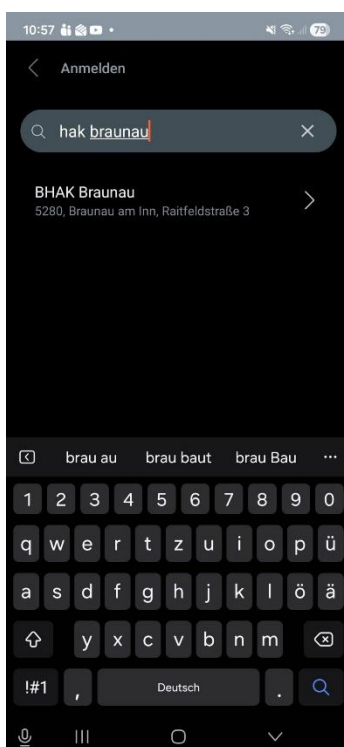 10:57
79
Anmelden
hak braunau
BHAK Braunau
5280, Braunau am Inn, Raitfeldstraße 3
brau au brau baut brau Bau
1 2 3 4 5 6 7 8 9 0
q w e r t z u i o p ü
a s d f g h j k l ö ä
y x c v b n m
!#1 , Deutsch .